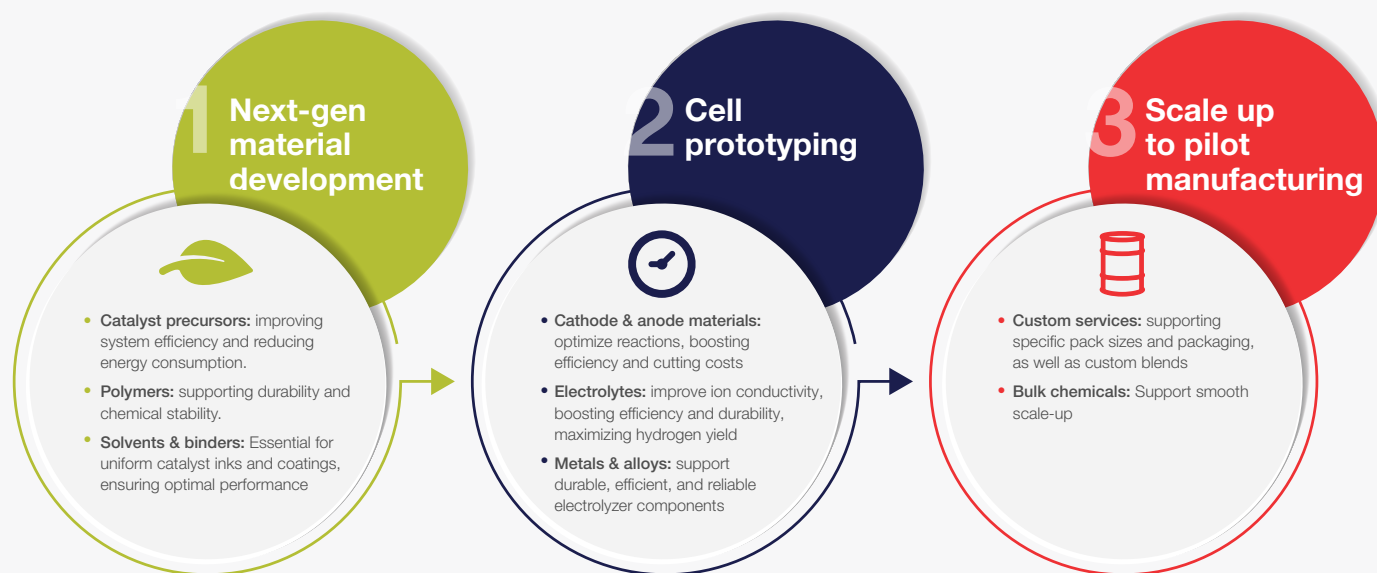 1
Next-gen
material
development
• Catalyst precursors: improving
system efficiency and reducing
energy consumption.
• Polymers: supporting durability and
chemical stability.
• Solvents & binders: Essential for
uniform catalyst inks and coatings,
ensuring optimal performance
2
Cell
prototyping
• Cathode & anode materials:
optimize reactions, boosting
efficiency and cutting costs
• Electrolytes: improve ion conductivity,
boosting efficiency and durability,
maximizing hydrogen yield
• Metals & alloys: support
durable, efficient, and reliable
electrolyzer components
3
Scale up
to pilot
manufacturing
• Custom services: supporting
specific pack sizes and packaging,
as well as custom blends
• Bulk chemicals: Support smooth
scale-up